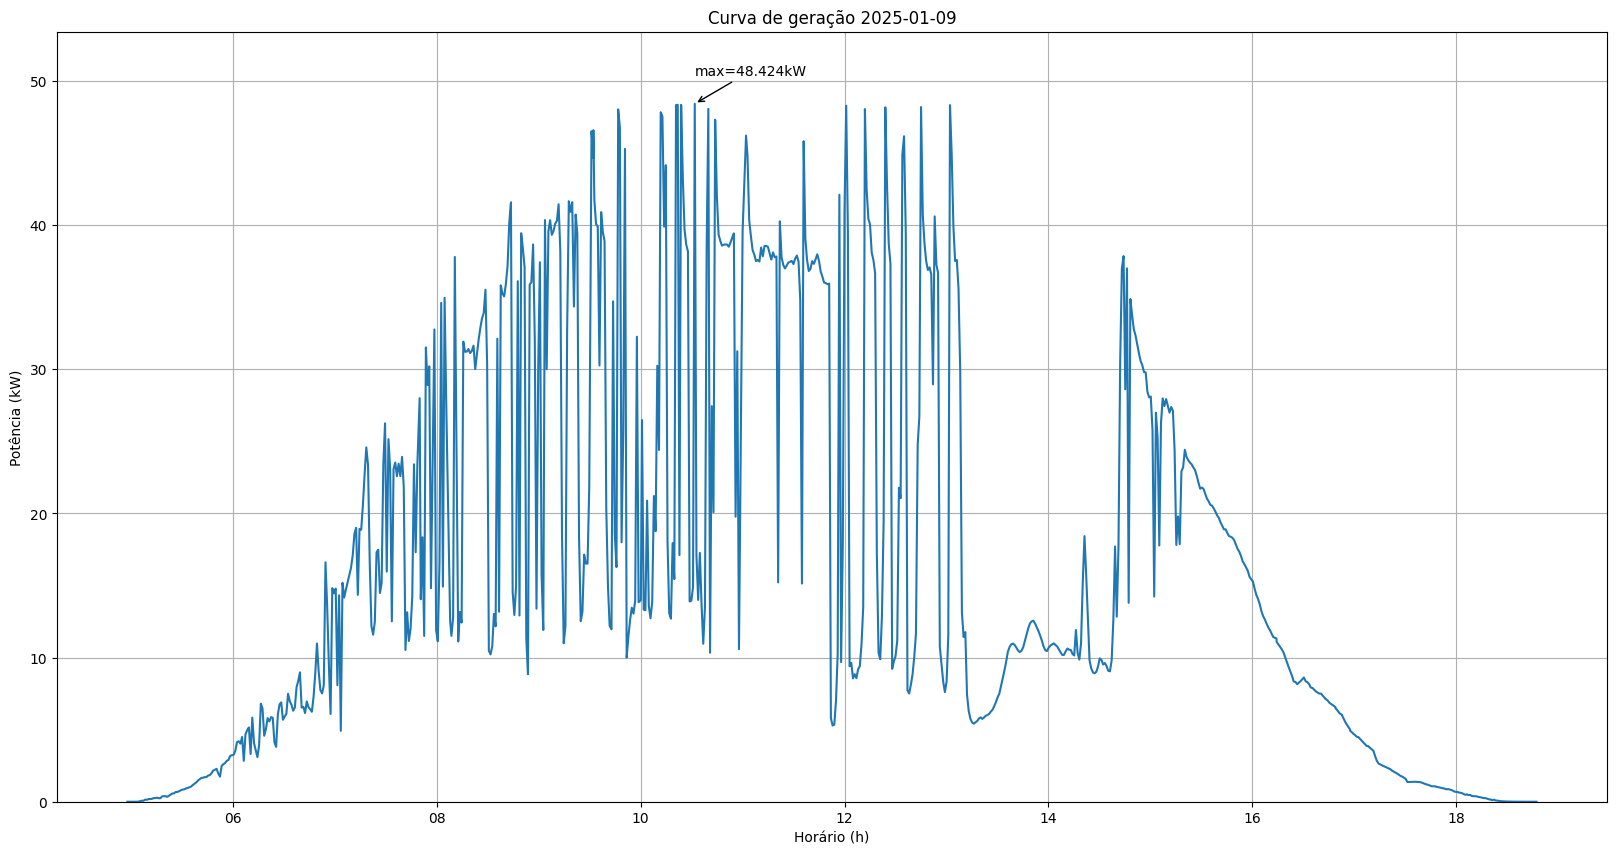 Curva de geração 2025-01-09
max=48.424kW
50
40
30
20
10
0
Potência (kW)
06 08 10 12 14 16 18
Horário (h)